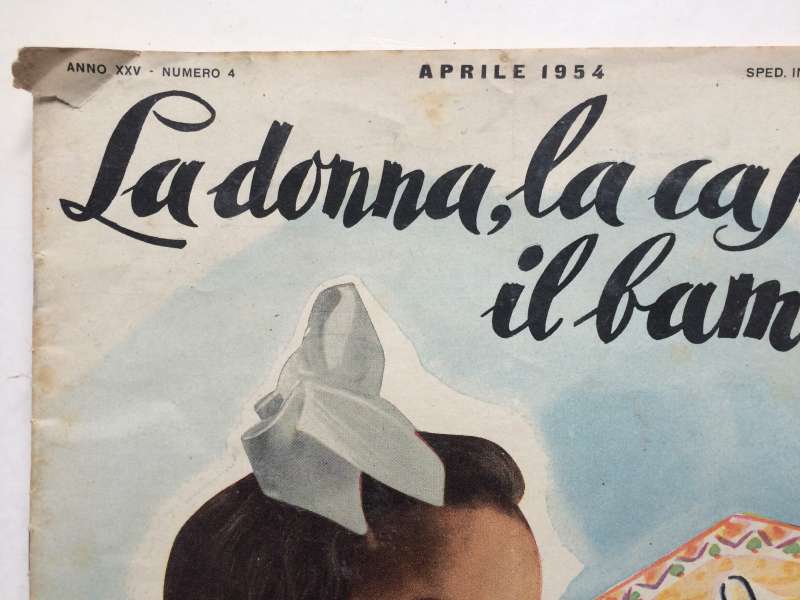 ANNO XXV - NUMERO 4
APRILE 1954
SPED. IN
La donna, la cas
il bam